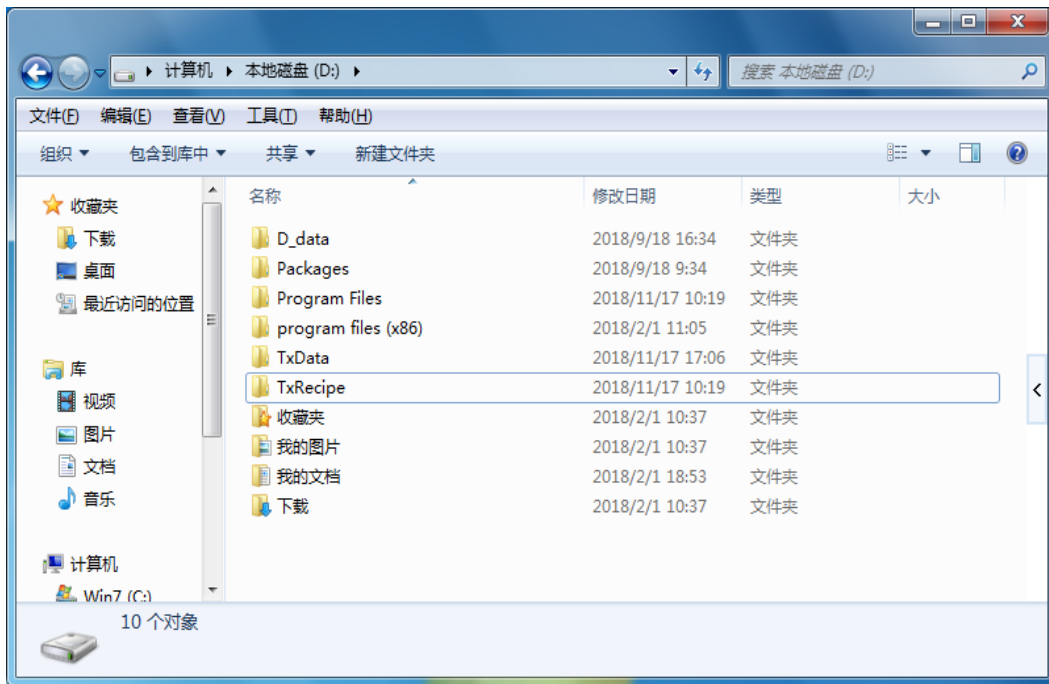 计算机 本地磁盘 (D:)
搜索 本地磁盘 (D:)
文件(F) 编辑(E) 查看(V) 工具(T) 帮助(H)
组织 包含到库中 共享 新建文件夹
收藏夹
下载
桌面
最近访问的位置
库
视频
图片
文档
音乐
计算机
Win7 (C:)
名称 修改日期 类型 大小
D_data 2018/9/18 16:34 文件夹
Packages 2018/9/18 9:34 文件夹
Program Files 2018/11/17 10:19 文件夹
program files (x86) 2018/2/1 11:05 文件夹
TxData 2018/11/17 17:06 文件夹
TxRecipe 2018/11/17 10:19 文件夹
收藏夹 2018/2/1 10:37 文件夹
我的图片 2018/2/1 10:37 文件夹
我的文档 2018/2/1 18:53 文件夹
下载 2018/2/1 10:37 文件夹
10 个对象